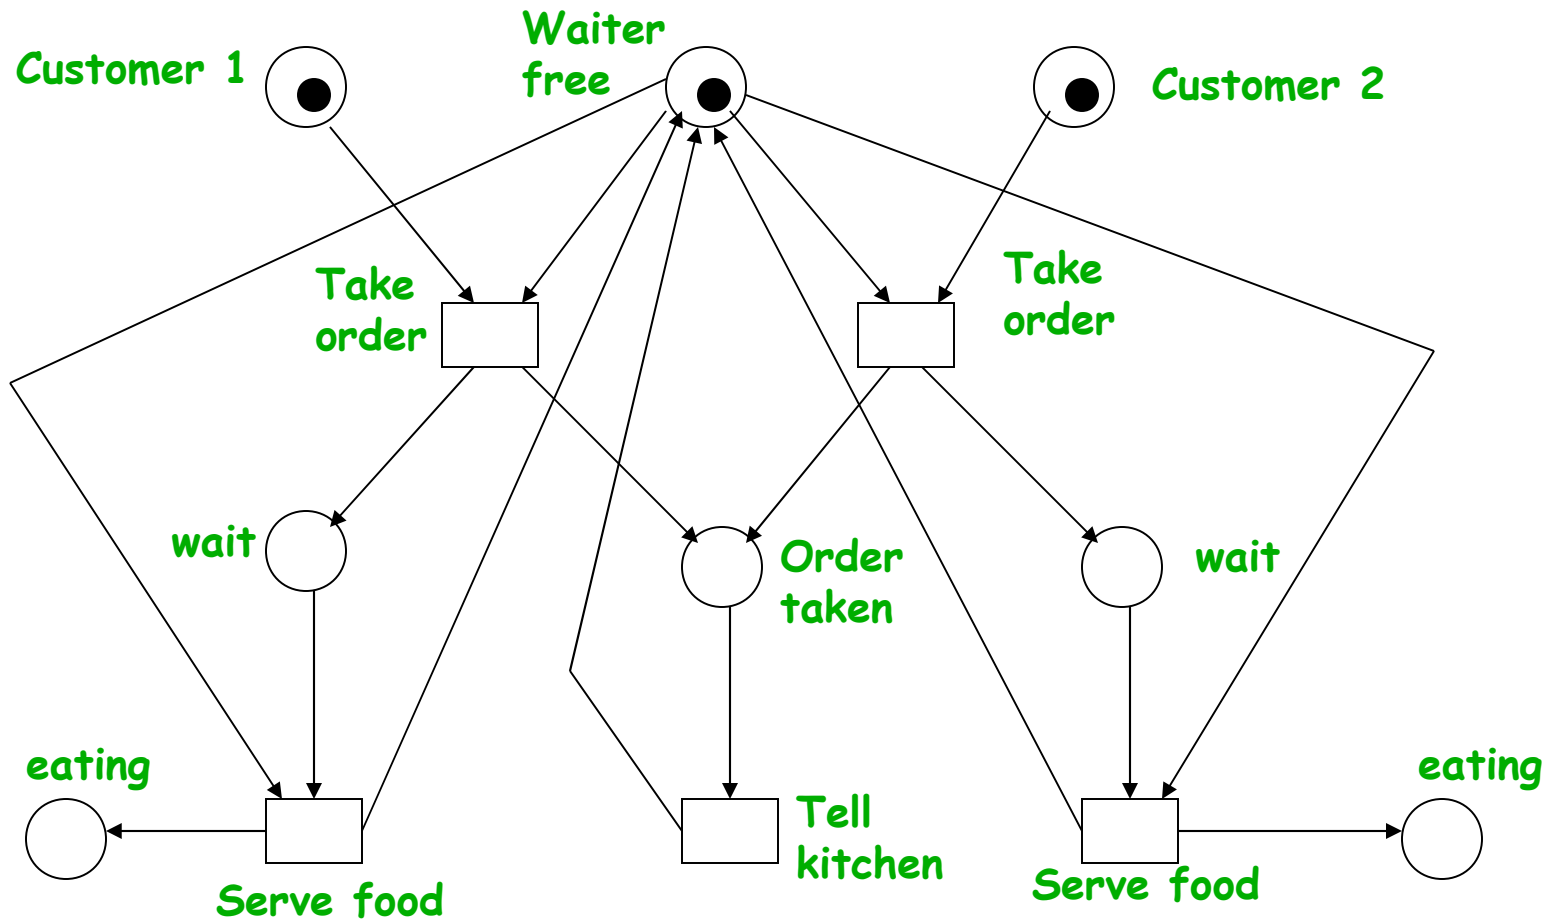 Customer 1
Waiter
free
Customer 2
Take
order
Take
order
wait
Order
taken
wait
eating
Serve food
Tell
kitchen
Serve food
eating